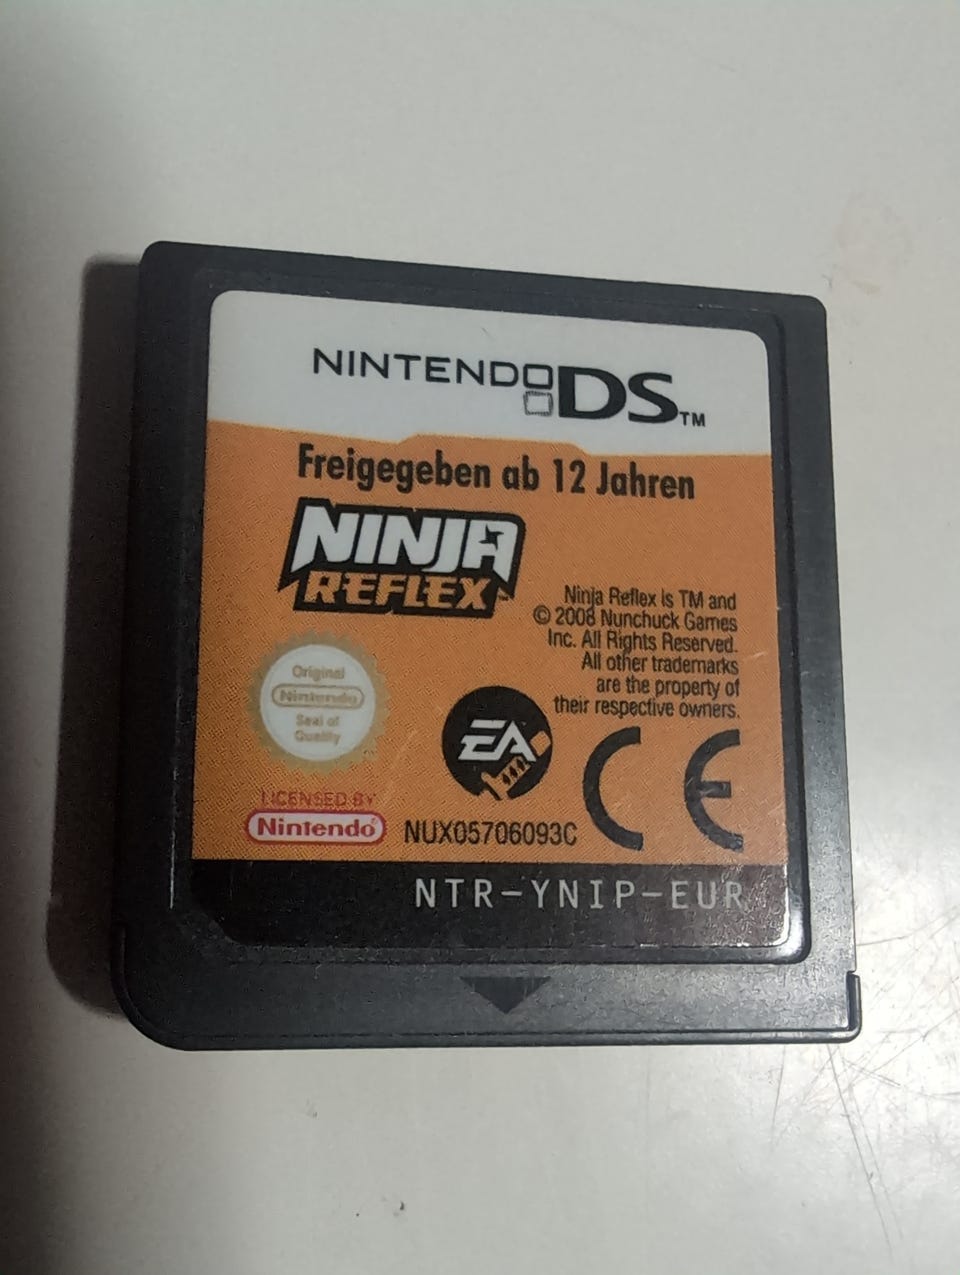 NINTENDO DS™
Freigegeben ab 12 Jahren
NINJA
REFLEX™
Ninja Reflex is TM and
© 2008 Nunchuck Games
Inc. All Rights Reserved.
All other trademarks
are the property of
their respective owners.
Original
Nintendo
Seal of
Quality
EA
CE
LICENSED BY
Nintendo
NUX05706093C
NTR-YNIP-EUR